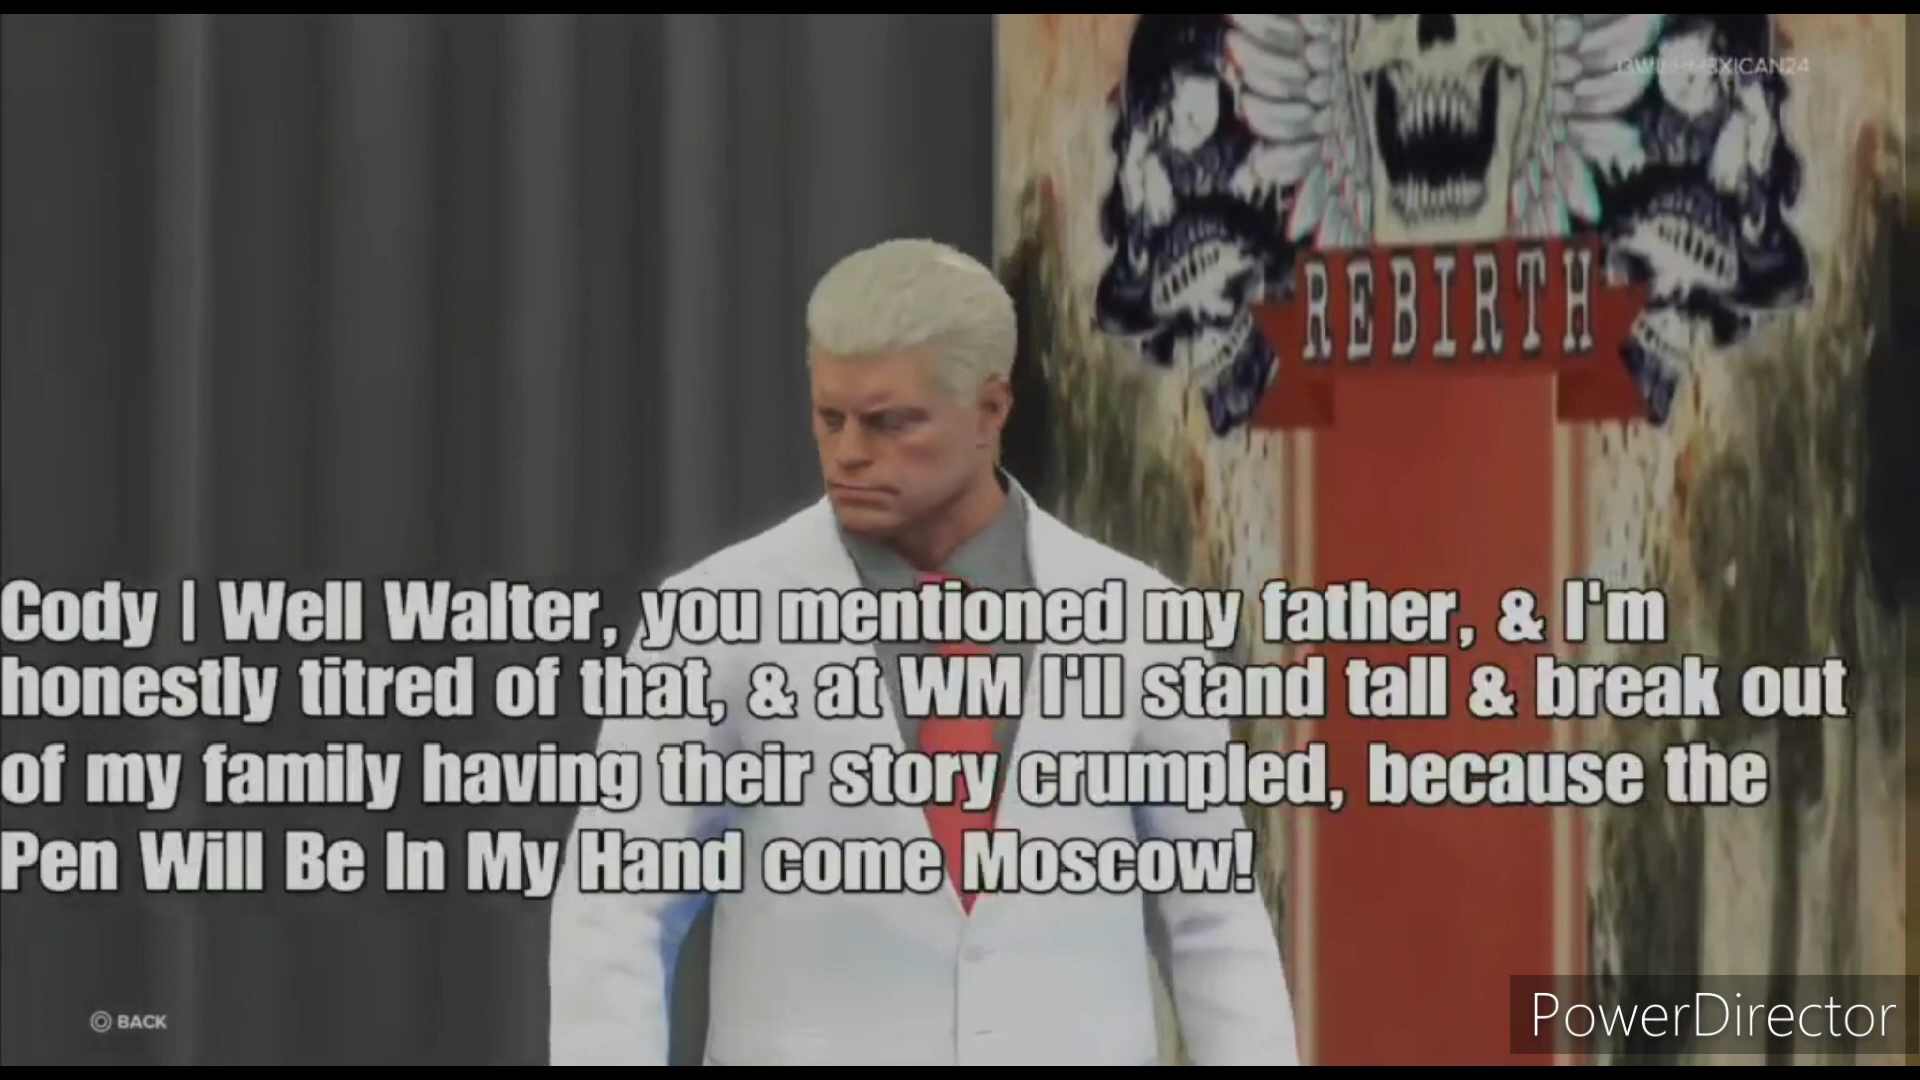 REBIRTH
Cody | Well Walter, you mentioned my father, & I'm
honestly titred of that, & at WM I'll stand tall & break out
of my family having their story crumpled, because the
Pen Will Be In My Hand come Moscow!
BACK
PowerDirector